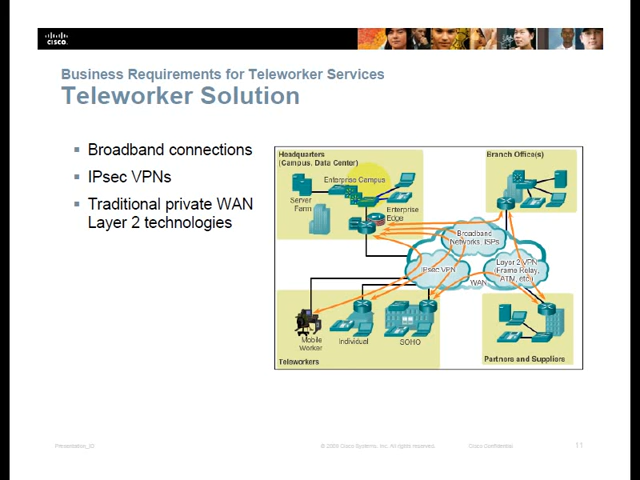 CISCO
Business Requirements for Teleworker Services
Teleworker Solution
Broadband connections
IPsec VPNs
Traditional private WAN
Layer 2 technologies
Headquarters
(Campus, Data Center)
Enterprise Campus
Server
Farm
Enterprise
Edge
Branch Office(s)
Broadband
Networks, ISPs
IPsec VPN
Layer 2 VPN
(Frame Relay,
ATM, etc.)
WAN
Mobile
Worker
Individual
SOHO
Teleworkers
Partners and Suppliers
Presentation_ID
© 2008 Cisco Systems, Inc. All rights reserved.
Cisco Confidential
11